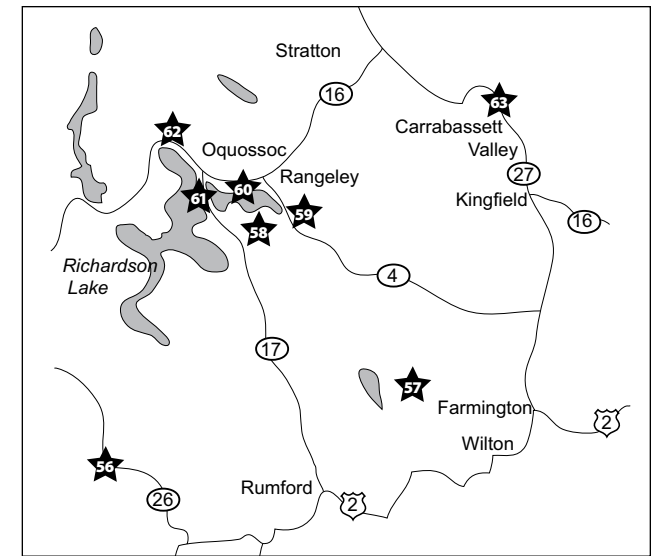 Stratton
16
63
Carrabassett
Valley
62
Oquossoc
27
Rangeley
60
61
Kingfield
59
16
58
Richardson
Lake
4
17
57
Farmington
2
Wilton
56
Rumford
26
2